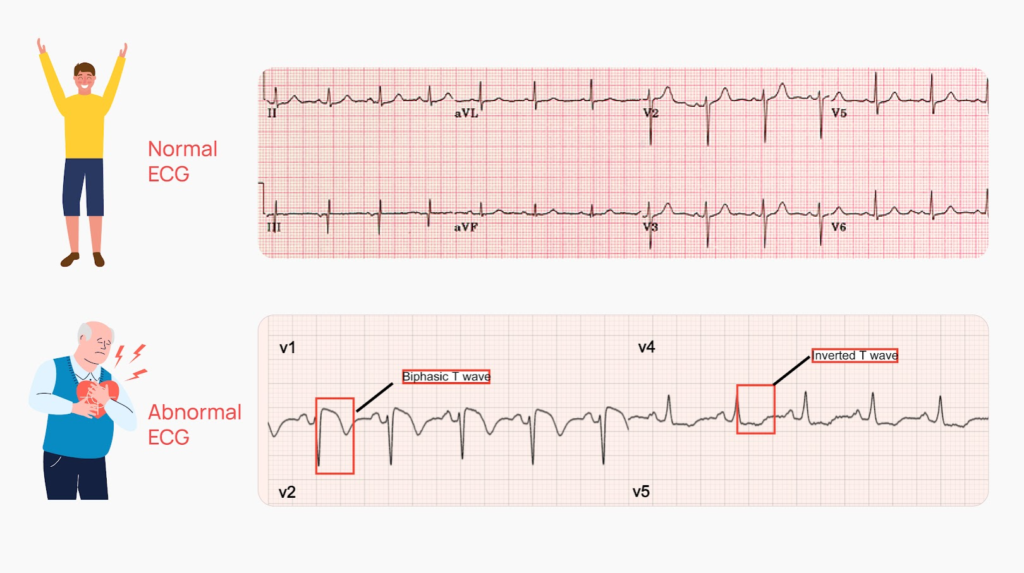 Normal
ECG
II
aVL
V2
V5
III
aVF
V3
V6
Abnormal
ECG
v1
v4
Biphasic T wave
Inverted T wave
v2
v5